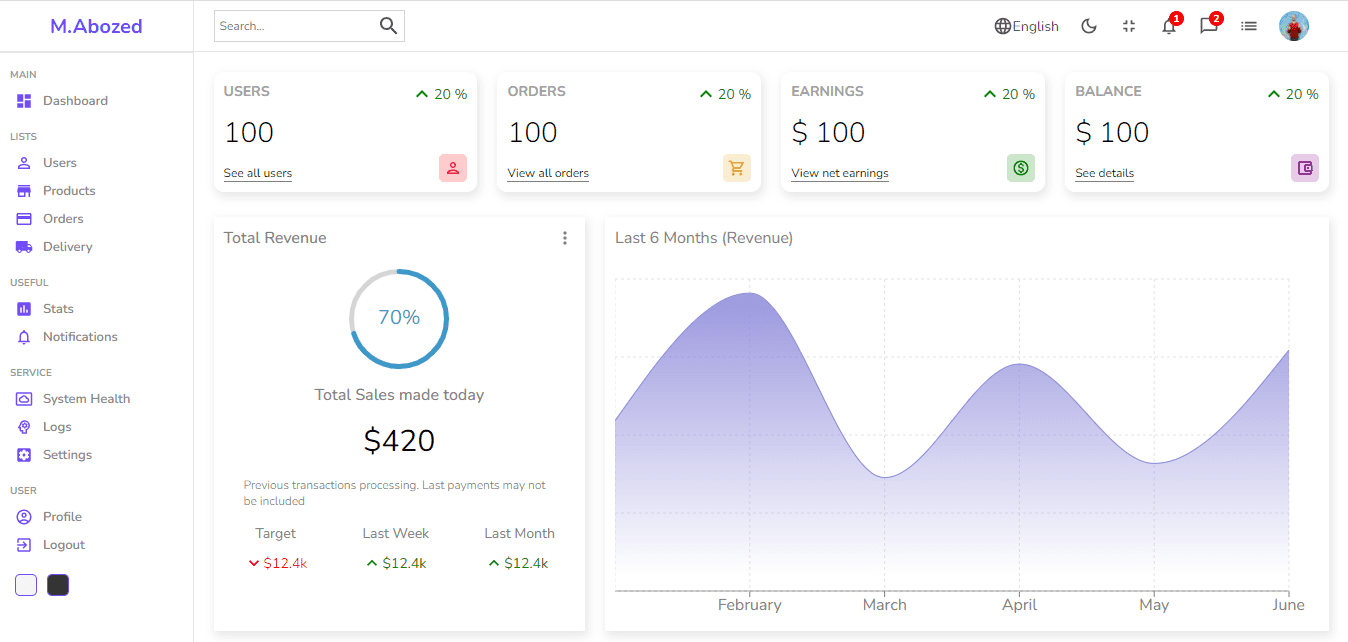 M.Abozed
Search...
English
1
2
MAIN
Dashboard
LISTS
Users
Products
Orders
Delivery
USEFUL
Stats
Notifications
SERVICE
System Health
Logs
Settings
USER
Profile
Logout
USERS
20 %
100
See all users
ORDERS
20 %
100
View all orders
EARNINGS
20 %
$ 100
View net earnings
BALANCE
20 %
$ 100
See details
Total Revenue
70%
Total Sales made today
$420
Previous transactions processing. Last payments may not
be included
Target Last Week Last Month
$12.4k $12.4k $12.4k
Last 6 Months (Revenue)
February March April May June